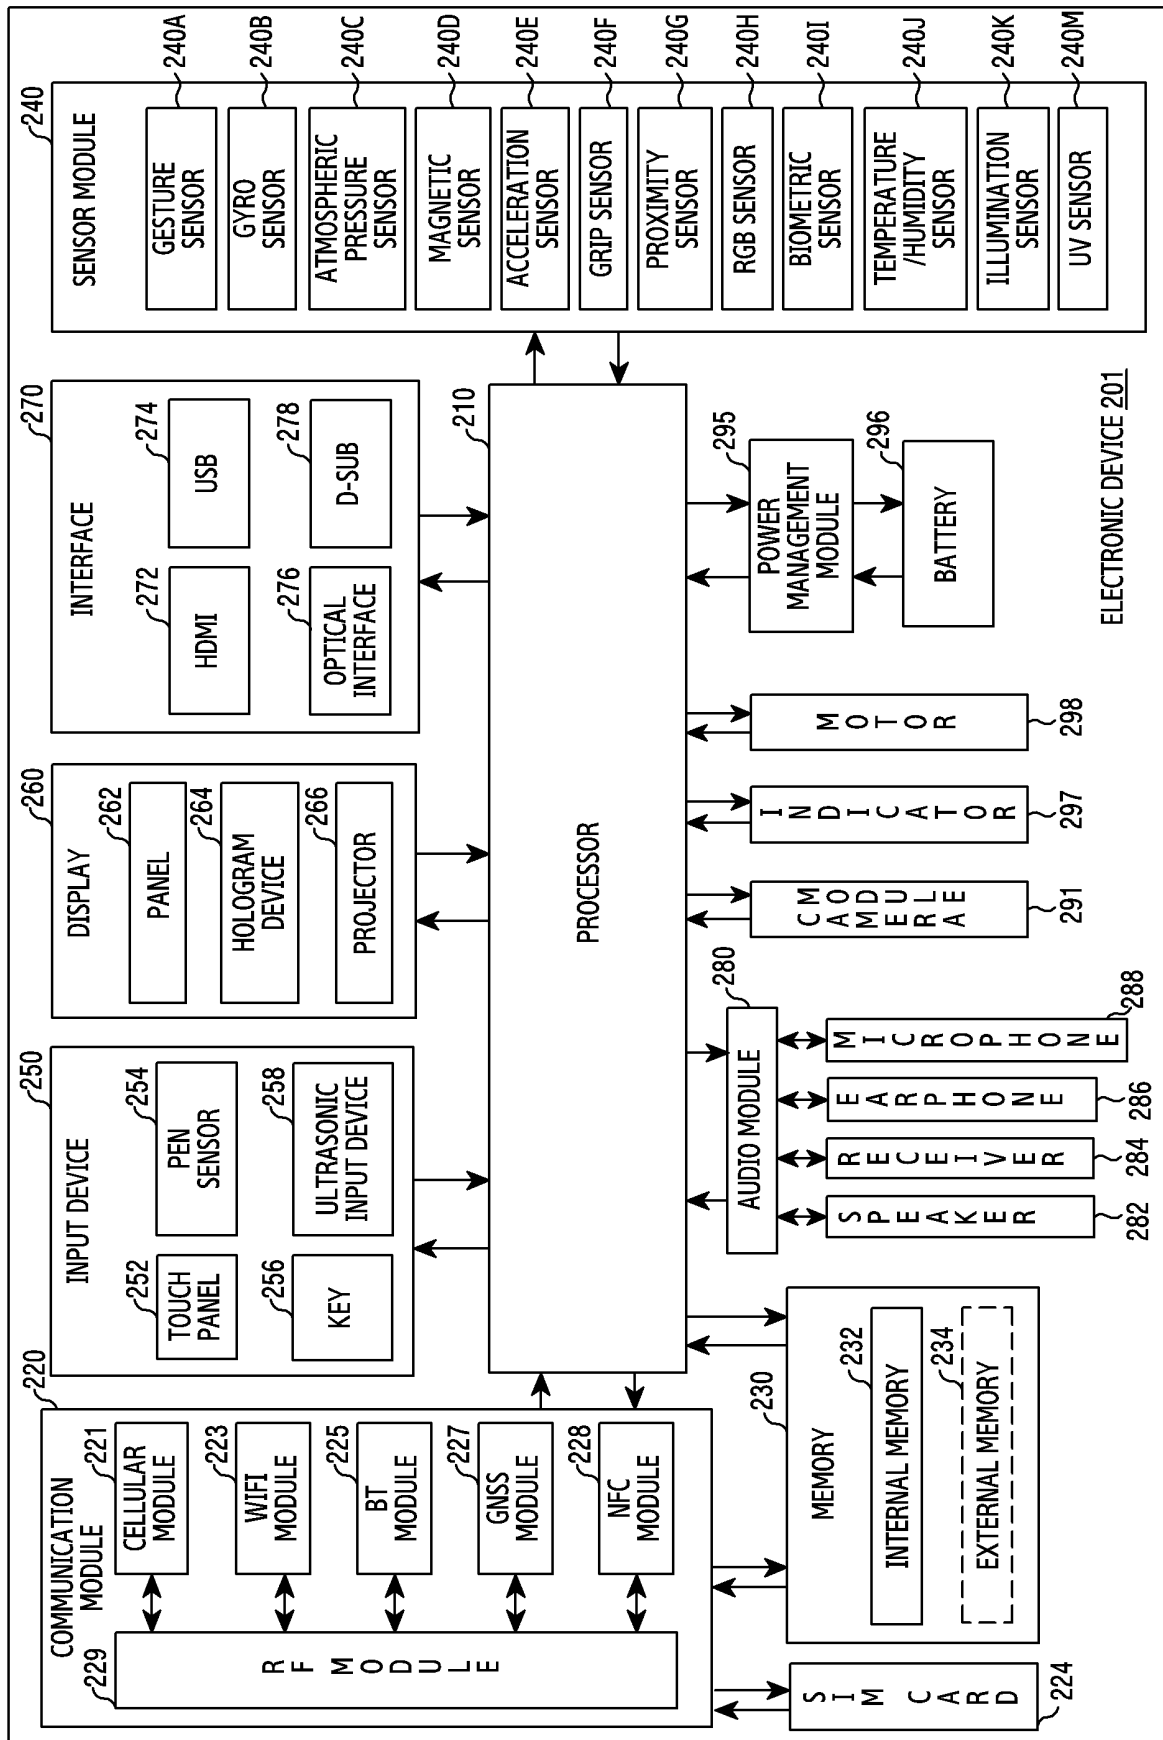 COMMUNICATION
MODULE
220
229
RF MODULE
221
CELLULAR
MODULE
223
WIFI
MODULE
225
BT
MODULE
227
GNSS
MODULE
228
NFC
MODULE
250
INPUT DEVICE
252
TOUCH
PANEL
254
PEN
SENSOR
256
KEY
258
ULTRASONIC
INPUT DEVICE
260
DISPLAY
262
PANEL
264
HOLOGRAM
DEVICE
266
PROJECTOR
270
INTERFACE
272
HDMI
274
USB
276
OPTICAL
INTERFACE
278
D-SUB
240
SENSOR MODULE
GESTURE
SENSOR
240A
GYRO
SENSOR
240B
ATMOSPHERIC
PRESSURE
SENSOR
240C
MAGNETIC
SENSOR
240D
ACCELERATION
SENSOR
240E
GRIP SENSOR
240F
PROXIMITY
SENSOR
240G
RGB SENSOR
240H
BIOMETRIC
SENSOR
240I
TEMPERATURE
/HUMIDITY
SENSOR
240J
ILLUMINATION
SENSOR
240K
UV SENSOR
240M
210
PROCESSOR
SIM CARD
224
230
MEMORY
232
INTERNAL MEMORY
234
EXTERNAL MEMORY
280
AUDIO MODULE
SPEAKER
282
RECEIVER
284
EARPHONE
286
MICROPHONE
288
CAMERA
MODULE
291
INDICATOR
297
MOTOR
298
295
POWER
MANAGEMENT
MODULE
296
BATTERY
ELECTRONIC DEVICE 201